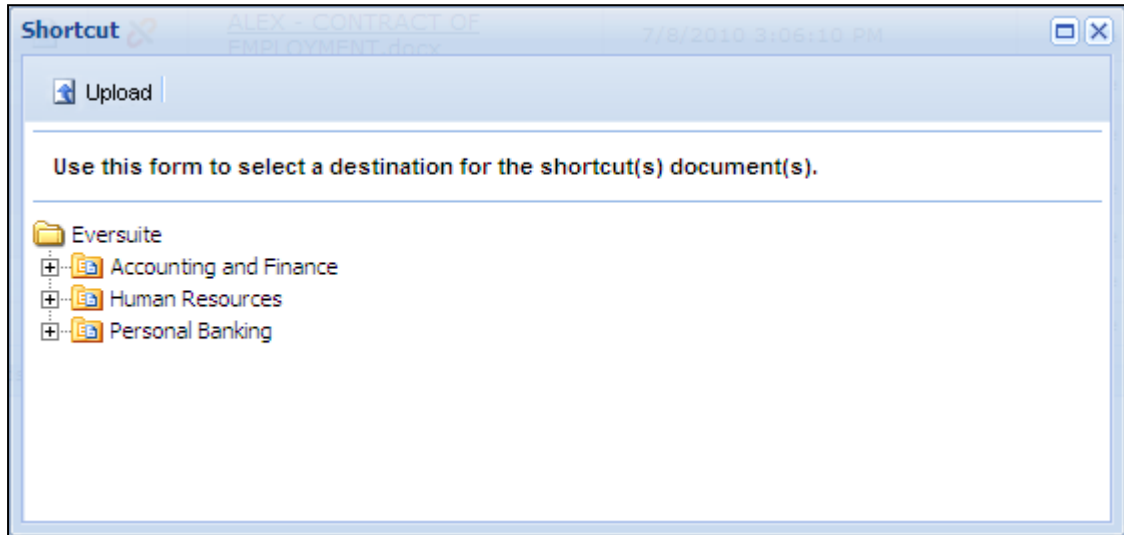 Shortcut ALEX - CONTRACT OF 7/8/2010 3:06:10 PM
EMPLOYMENT.docx
Upload
Use this form to select a destination for the shortcut(s) document(s).
Eversuite
Accounting and Finance
Human Resources
Personal Banking